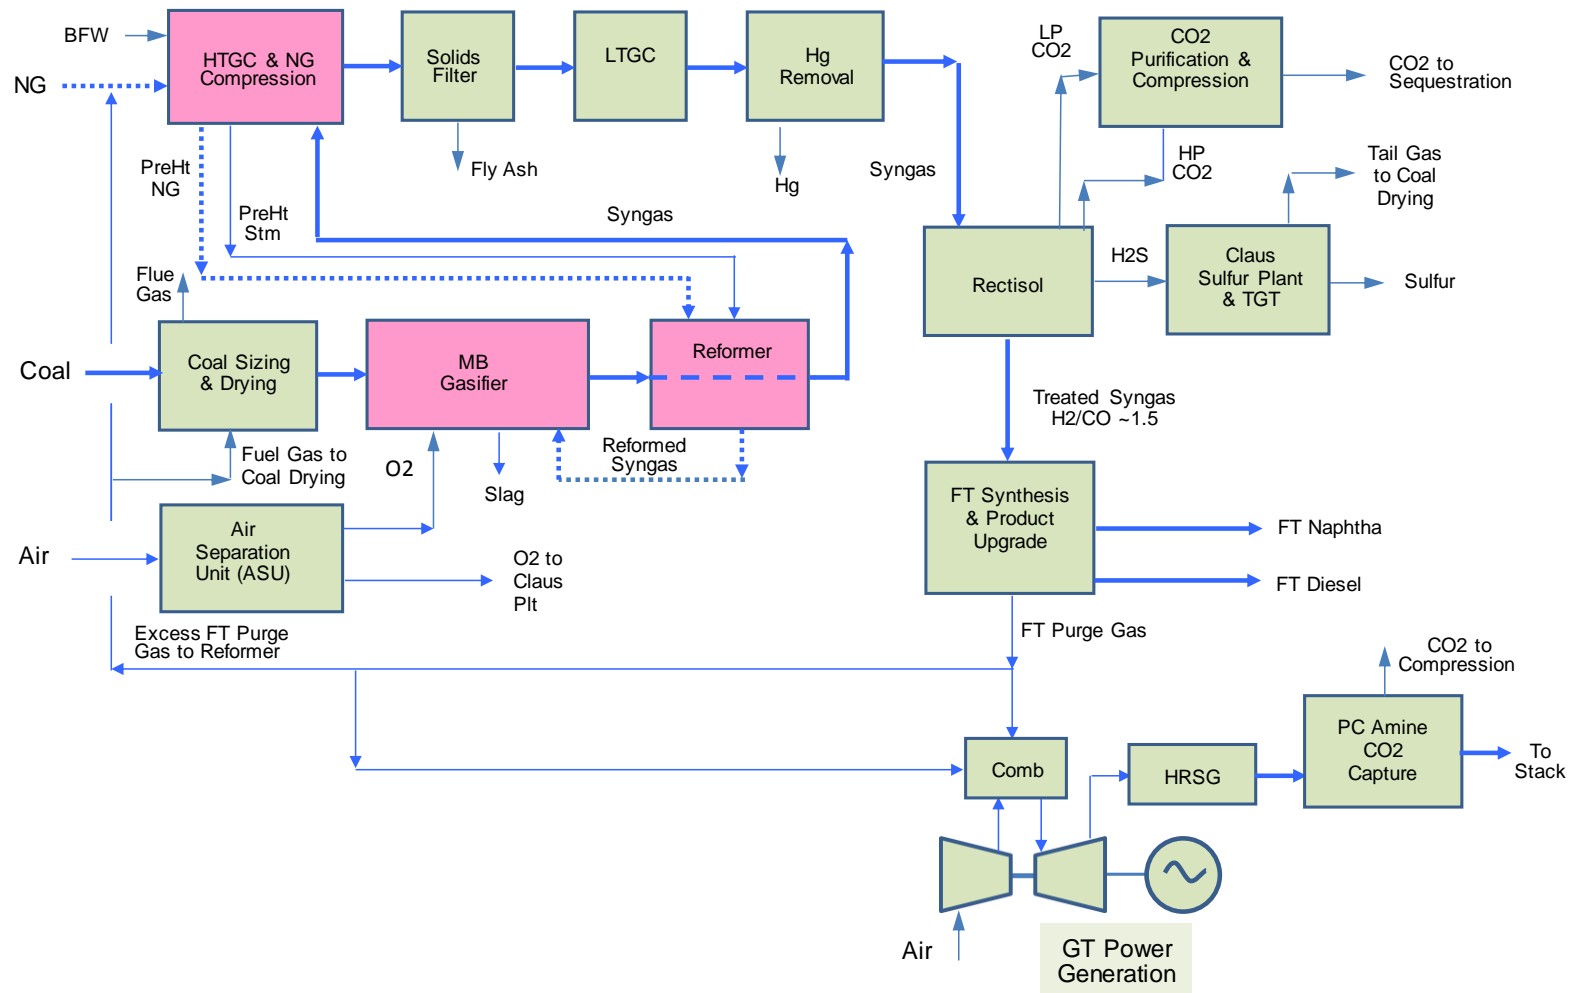 BFW
NG
HTGC & NG
Compression
Solids
Filter
LTGC
Hg
Removal
LP
CO2
CO2
Purification &
Compression
CO2 to
Sequestration
PreHt
NG
Fly Ash
Hg
Syngas
HP
CO2
Tail Gas
to Coal
Drying
PreHt
Stm
Syngas
Flue
Gas
Rectisol
H2S
Claus
Sulfur Plant
& TGT
Sulfur
Coal
Coal Sizing
& Drying
MB
Gasifier
Reformer
Treated Syngas
H2/CO ~1.5
Fuel Gas to
Coal Drying
O2
Slag
Reformed
Syngas
Air
Air
Separation
Unit (ASU)
O2 to
Claus
Plt
FT Synthesis
& Product
Upgrade
FT Naphtha
FT Diesel
Excess FT Purge
Gas to Reformer
FT Purge Gas
CO2 to
Compression
Comb
HRSG
PC Amine
CO2
Capture
To
Stack
Air
GT Power
Generation